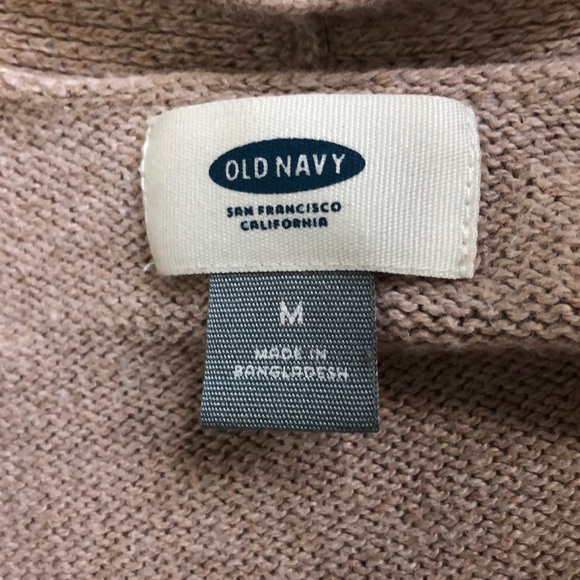 OLD NAVY
SAN FRANCISCO
CALIFORNIA
M
MADE IN
BANGLADESH